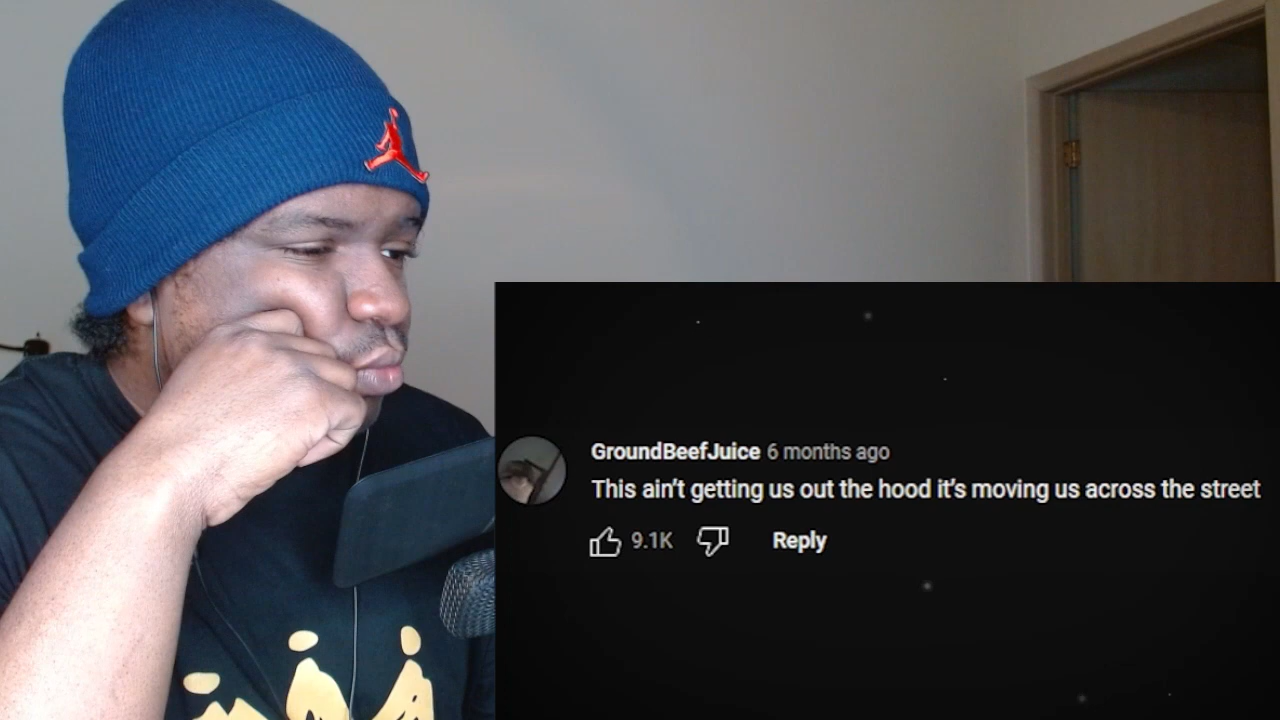 GroundBeefJuice 6 months ago
This ain't getting us out the hood it's moving us across the street
9.1K Reply